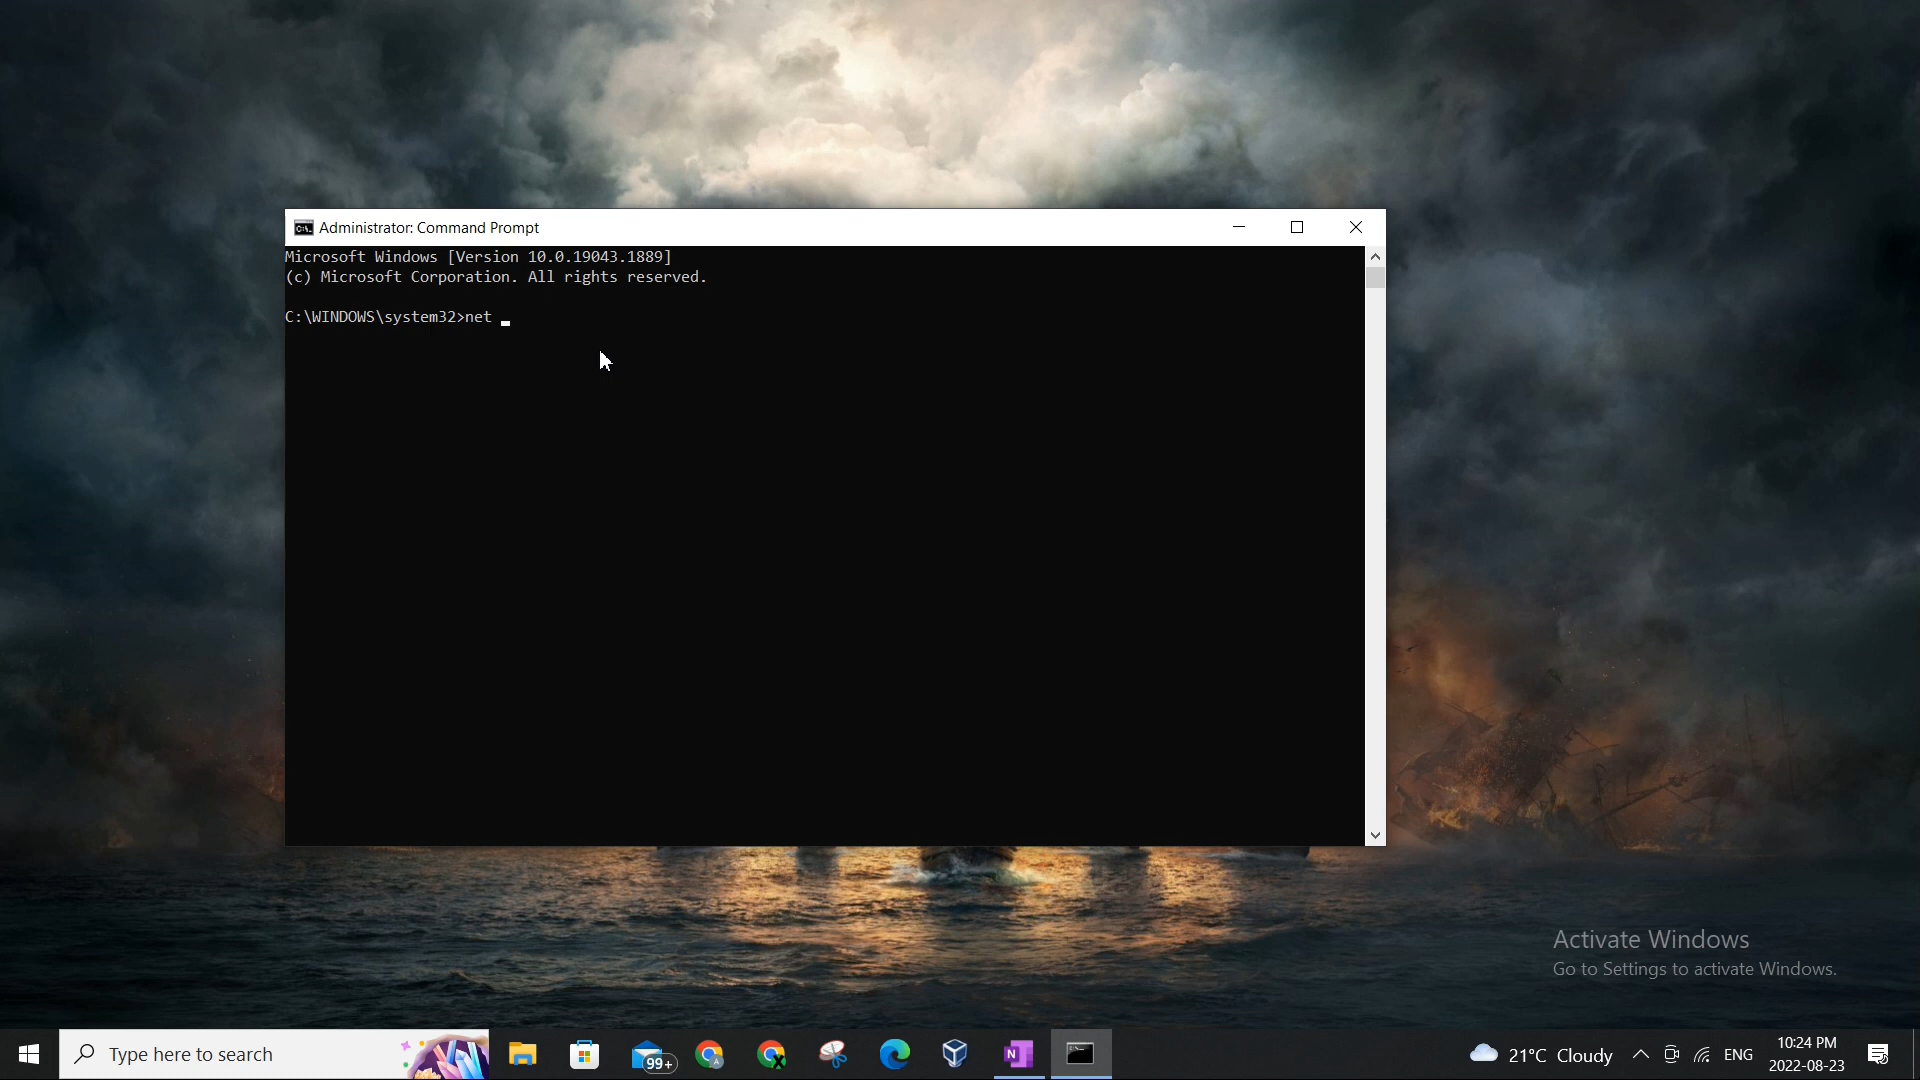 Administrator: Command Prompt
Microsoft Windows [Version 10.0.19043.1889]
(c) Microsoft Corporation. All rights reserved.
C:\WINDOWS\system32>net
Activate Windows
Go to Settings to activate Windows.
Type here to search
99+
21°C Cloudy
ENG
10:24 PM
2022-08-23